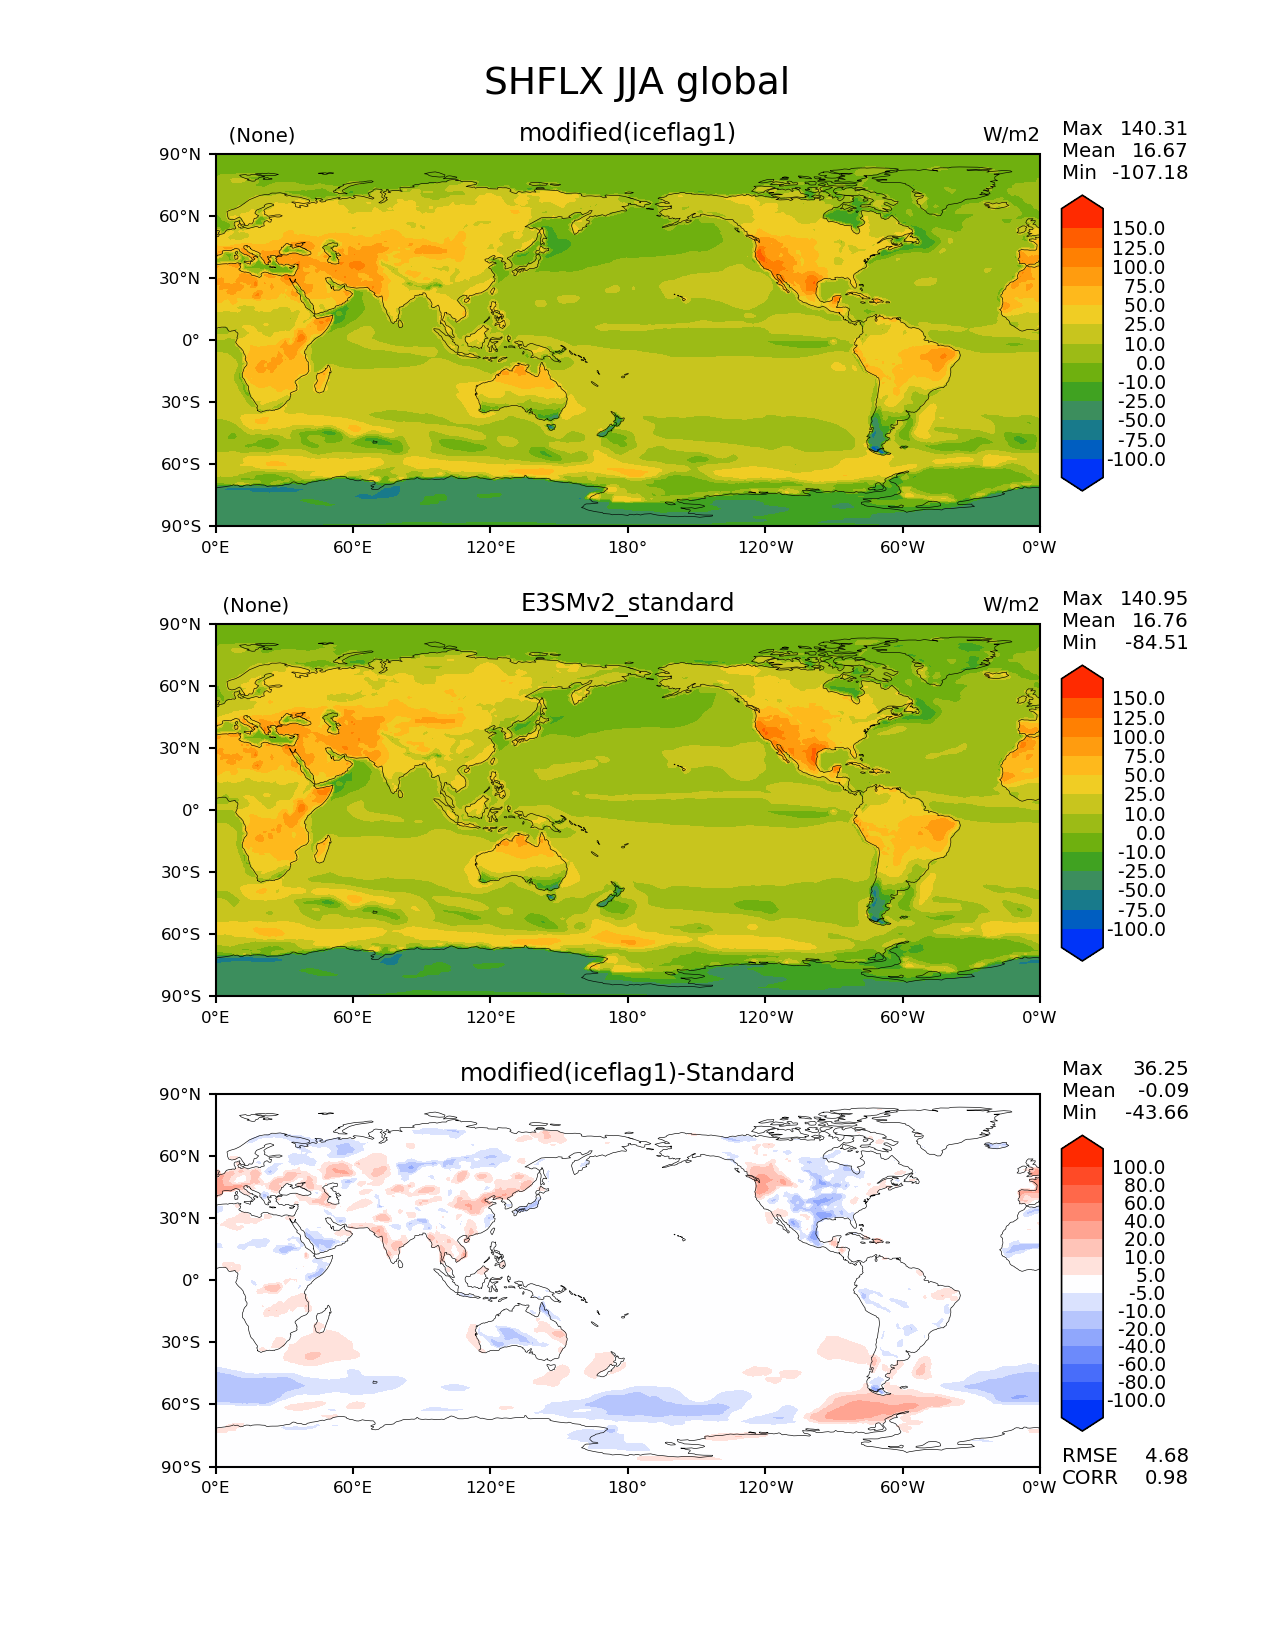 SHFLX JJA global
(None) modified(iceflag1) W/m2
Max 140.31
Mean 16.67
Min -107.18
90°N
60°N
30°N
0°
30°S
60°S
90°S
0°E 60°E 120°E 180° 120°W 60°W 0°W
150.0
125.0
100.0
75.0
50.0
25.0
10.0
0.0
-10.0
-25.0
-50.0
-75.0
-100.0
(None) E3SMv2_standard W/m2
Max 140.95
Mean 16.76
Min -84.51
90°N
60°N
30°N
0°
30°S
60°S
90°S
0°E 60°E 120°E 180° 120°W 60°W 0°W
150.0
125.0
100.0
75.0
50.0
25.0
10.0
0.0
-10.0
-25.0
-50.0
-75.0
-100.0
modified(iceflag1)-Standard
Max 36.25
Mean -0.09
Min -43.66
90°N
60°N
30°N
0°
30°S
60°S
90°S
0°E 60°E 120°E 180° 120°W 60°W 0°W
100.0
80.0
60.0
40.0
20.0
10.0
5.0
-5.0
-10.0
-20.0
-40.0
-60.0
-80.0
-100.0
RMSE 4.68
CORR 0.98